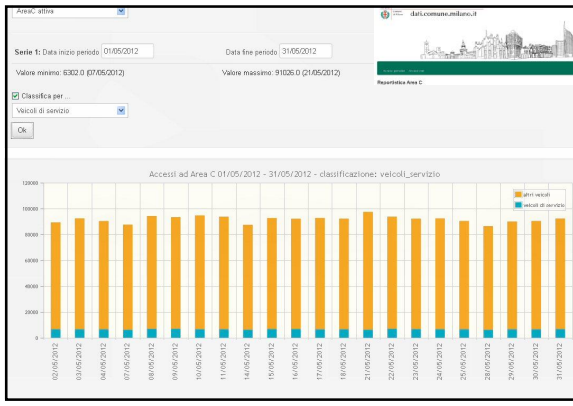 AreaC attiva
dati.comune.milano.it
Serie 1: Data inizio periodo 01/05/2012 Data fine periodo 31/05/2012
Valore minimo: 6302.0 (07/05/2012) Valore massimo: 91026.0 (21/05/2012)
Reportistica Area C
Classifica per ...
Veicoli di servizio
Ok
Accessi ad Area C 01/05/2012 - 31/05/2012 - classificazione: veicoli_servizio
120000
100000
80000
60000
40000
20000
0
altri veicoli
veicoli di servizio
02/05/2012
03/05/2012
04/05/2012
07/05/2012
08/05/2012
09/05/2012
10/05/2012
11/05/2012
14/05/2012
15/05/2012
16/05/2012
17/05/2012
18/05/2012
21/05/2012
22/05/2012
23/05/2012
24/05/2012
25/05/2012
28/05/2012
29/05/2012
30/05/2012
31/05/2012